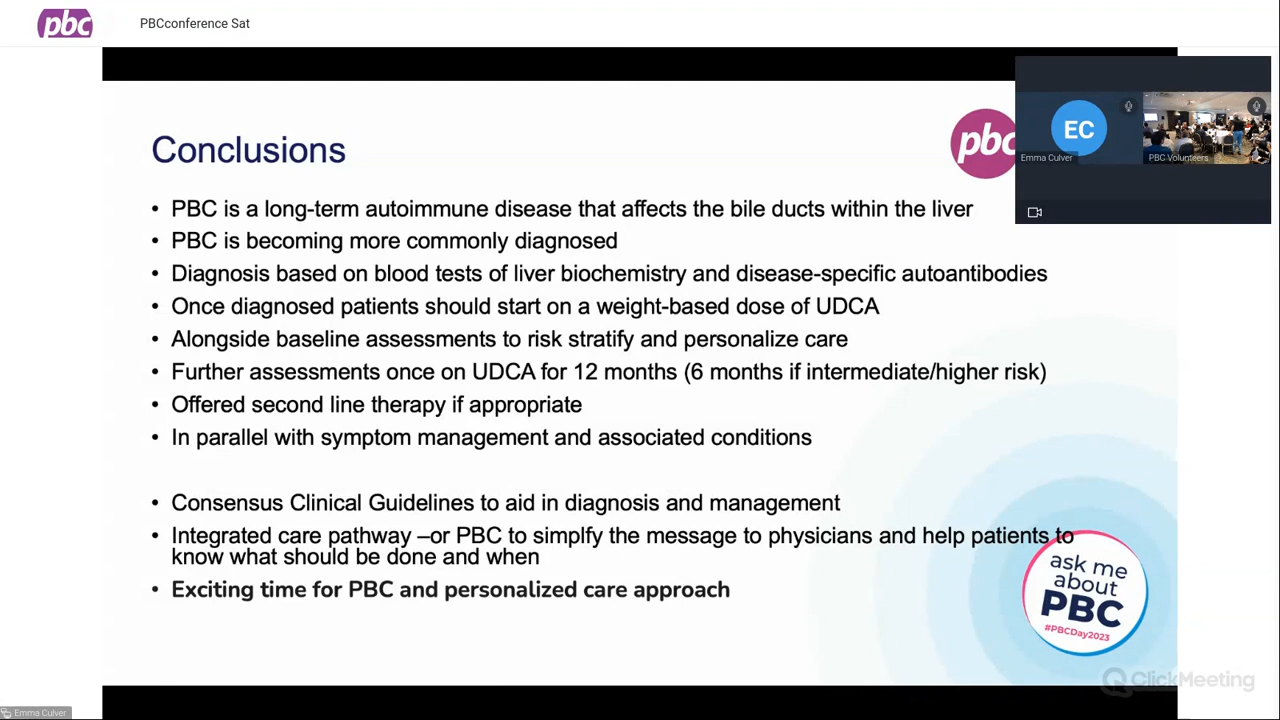 pbc
PBCconference Sat
Conclusions
pbc
EC
Emma Culver
PBC Volunteers
• PBC is a long-term autoimmune disease that affects the bile ducts within the liver
• PBC is becoming more commonly diagnosed
• Diagnosis based on blood tests of liver biochemistry and disease-specific autoantibodies
• Once diagnosed patients should start on a weight-based dose of UDCA
• Alongside baseline assessments to risk stratify and personalize care
• Further assessments once on UDCA for 12 months (6 months if intermediate/higher risk)
• Offered second line therapy if appropriate
• In parallel with symptom management and associated conditions
• Consensus Clinical Guidelines to aid in diagnosis and management
• Integrated care pathway –or PBC to simplfy the message to physicians and help patients to
know what should be done and when
• Exciting time for PBC and personalized care approach
ask me
about
PBC
#PBCDay2023
ClickMeeting
Emma Culver